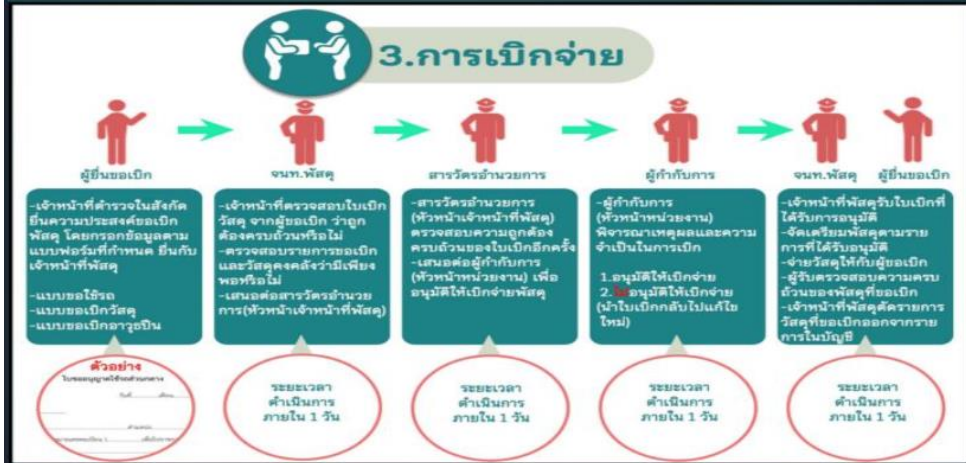 3.การเบิกจ่าย
ผู้ยื่นขอเบิก
-เจ้าหน้าที่ตำรวจในสังกัด
ยื่นความประสงค์ขอเบิก
พัสดุ โดยกรอกข้อมูลตาม
แบบฟอร์มที่กำหนด ยื่นกับ
เจ้าหน้าที่พัสดุ
-แบบขอใช้รถ
-แบบขอเบิกวัสดุ
-แบบขอเบิกอาวุธปืน
ตัวอย่าง
ใบขออนุญาตใช้รถส่วนกลาง
วันที่ เดือน
ตำแหน่ง
จนท.พัสดุ
-เจ้าหน้าที่ตรวจสอบใบเบิก
วัสดุ จากผู้ขอเบิก ว่าถูก
ต้องครบถ้วนหรือไม่
-ตรวจสอบรายการขอเบิก
และวัสดุคงคลังว่ามีเพียง
พอหรือไม่
-เสนอต่อสารวัตรอำนวย
การ(หัวหน้าเจ้าหน้าที่พัสดุ)
ระยะเวลา
ดำเนินการ
ภายใน 1 วัน
สารวัตรอำนวยการ
-สารวัตรอำนวยการ
(หัวหน้าเจ้าหน้าที่พัสดุ)
ตรวจสอบความถูกต้อง
ครบถ้วนของใบเบิกอีกครั้ง
-เสนอต่อผู้กำกับการ
(หัวหน้าหน่วยงาน) เพื่อ
อนุมัติให้เบิกจ่ายพัสดุ
ระยะเวลา
ดำเนินการ
ภายใน 1 วัน
ผู้กำกับการ
-ผู้กำกับการ
(หัวหน้าหน่วยงาน)
พิจารณาเหตุผลและความ
จำเป็นในการเบิก
1.อนุมัติให้เบิกจ่าย
2.ไม่อนุมัติให้เบิกจ่าย
(นำใบเบิกกลับไปแก้ไข
ใหม่)
ระยะเวลา
ดำเนินการ
ภายใน 1 วัน
จนท.พัสดุ ผู้ยื่นขอเบิก
-เจ้าหน้าที่พัสดุรับใบเบิกที่
ได้รับการอนุมัติ
-จัดเตรียมพัสดุตามราย
การที่ได้รับอนุมัติ
-จ่ายวัสดุให้กับผู้ขอเบิก
-ผู้รับตรวจสอบความครบ
ถ้วนของพัสดุที่ขอเบิก
-เจ้าหน้าที่พัสดุตัดรายการ
วัสดุที่ขอเบิกออกจากราย
การในบัญชี
ระยะเวลา
ดำเนินการ
ภายใน 1 วัน